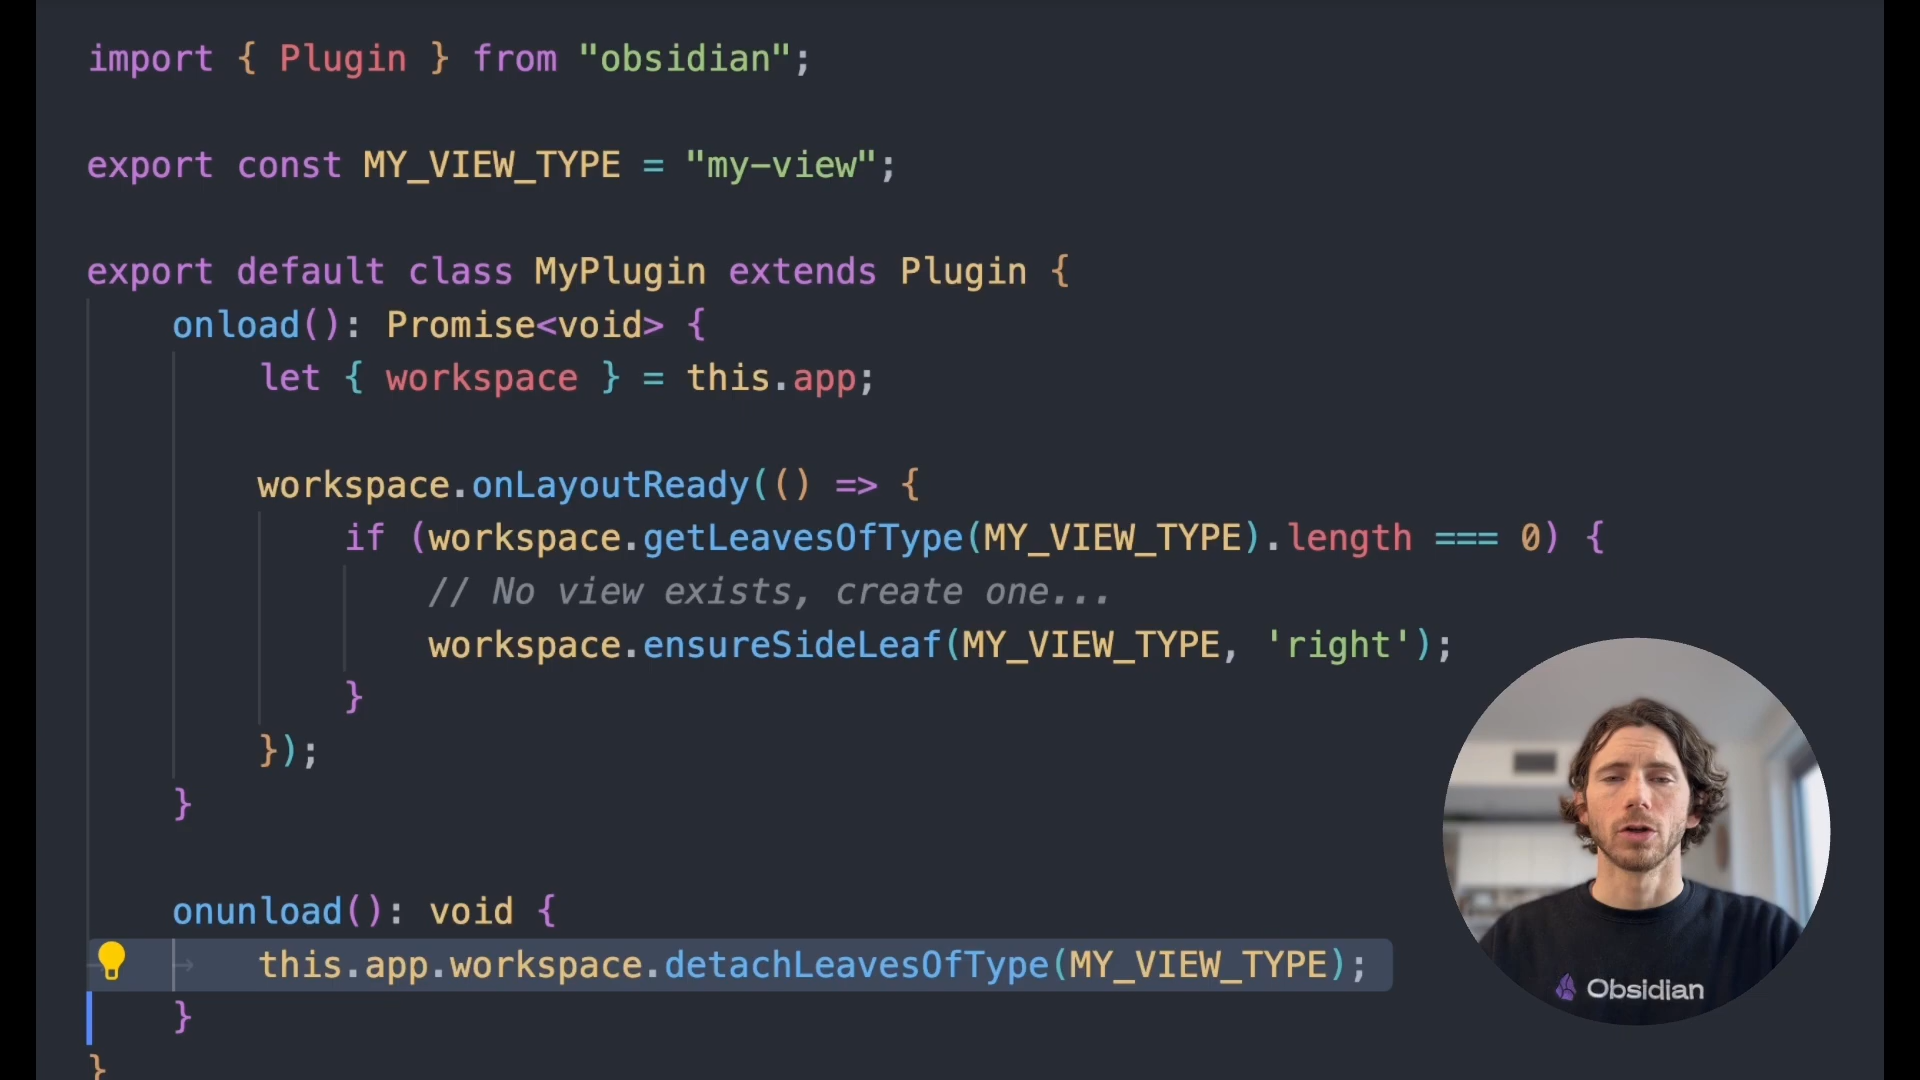 import { Plugin } from "obsidian";
export const MY_VIEW_TYPE = "my-view";
export default class MyPlugin extends Plugin {
onload(): Promise<void> {
let { workspace } = this.app;
workspace.onLayoutReady(() => {
if (workspace.getLeavesOfType(MY_VIEW_TYPE).length === 0) {
// No view exists, create one...
workspace.ensureSideLeaf(MY_VIEW_TYPE, 'right');
}
});
}
onunload(): void {
this.app.workspace.detachLeavesOfType(MY_VIEW_TYPE);
}
}
Obsidian